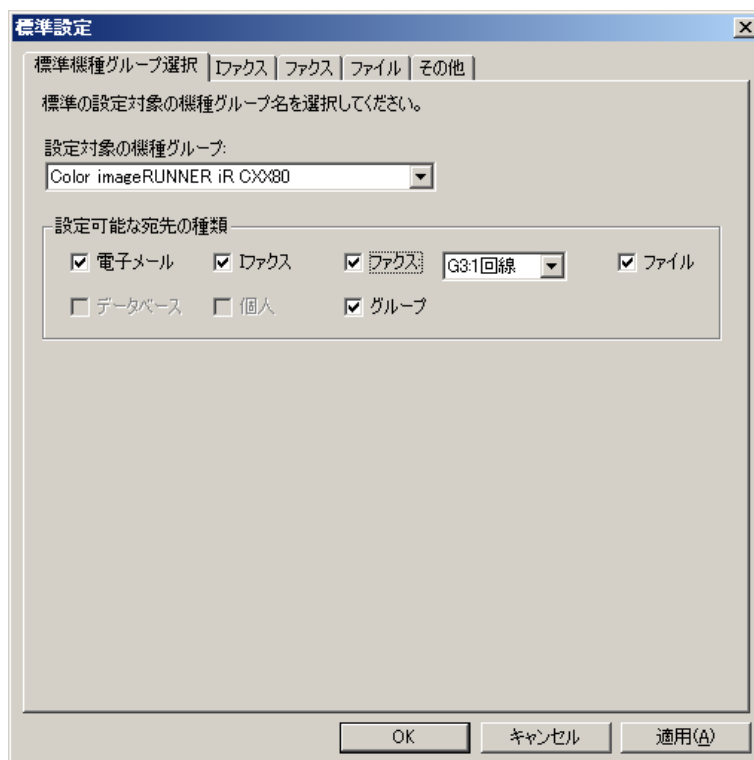 標準設定
標準機種グループ選択 Iファクス ファクス ファイル その他
標準の設定対象の機種グループ名を選択してください。
設定対象の機種グループ:
Color imageRUNNER iR CXX80
設定可能な宛先の種類
電子メール Iファクス ファクス G3:1回線 ファイル
データベース 個人 グループ
OK キャンセル 適用(A)